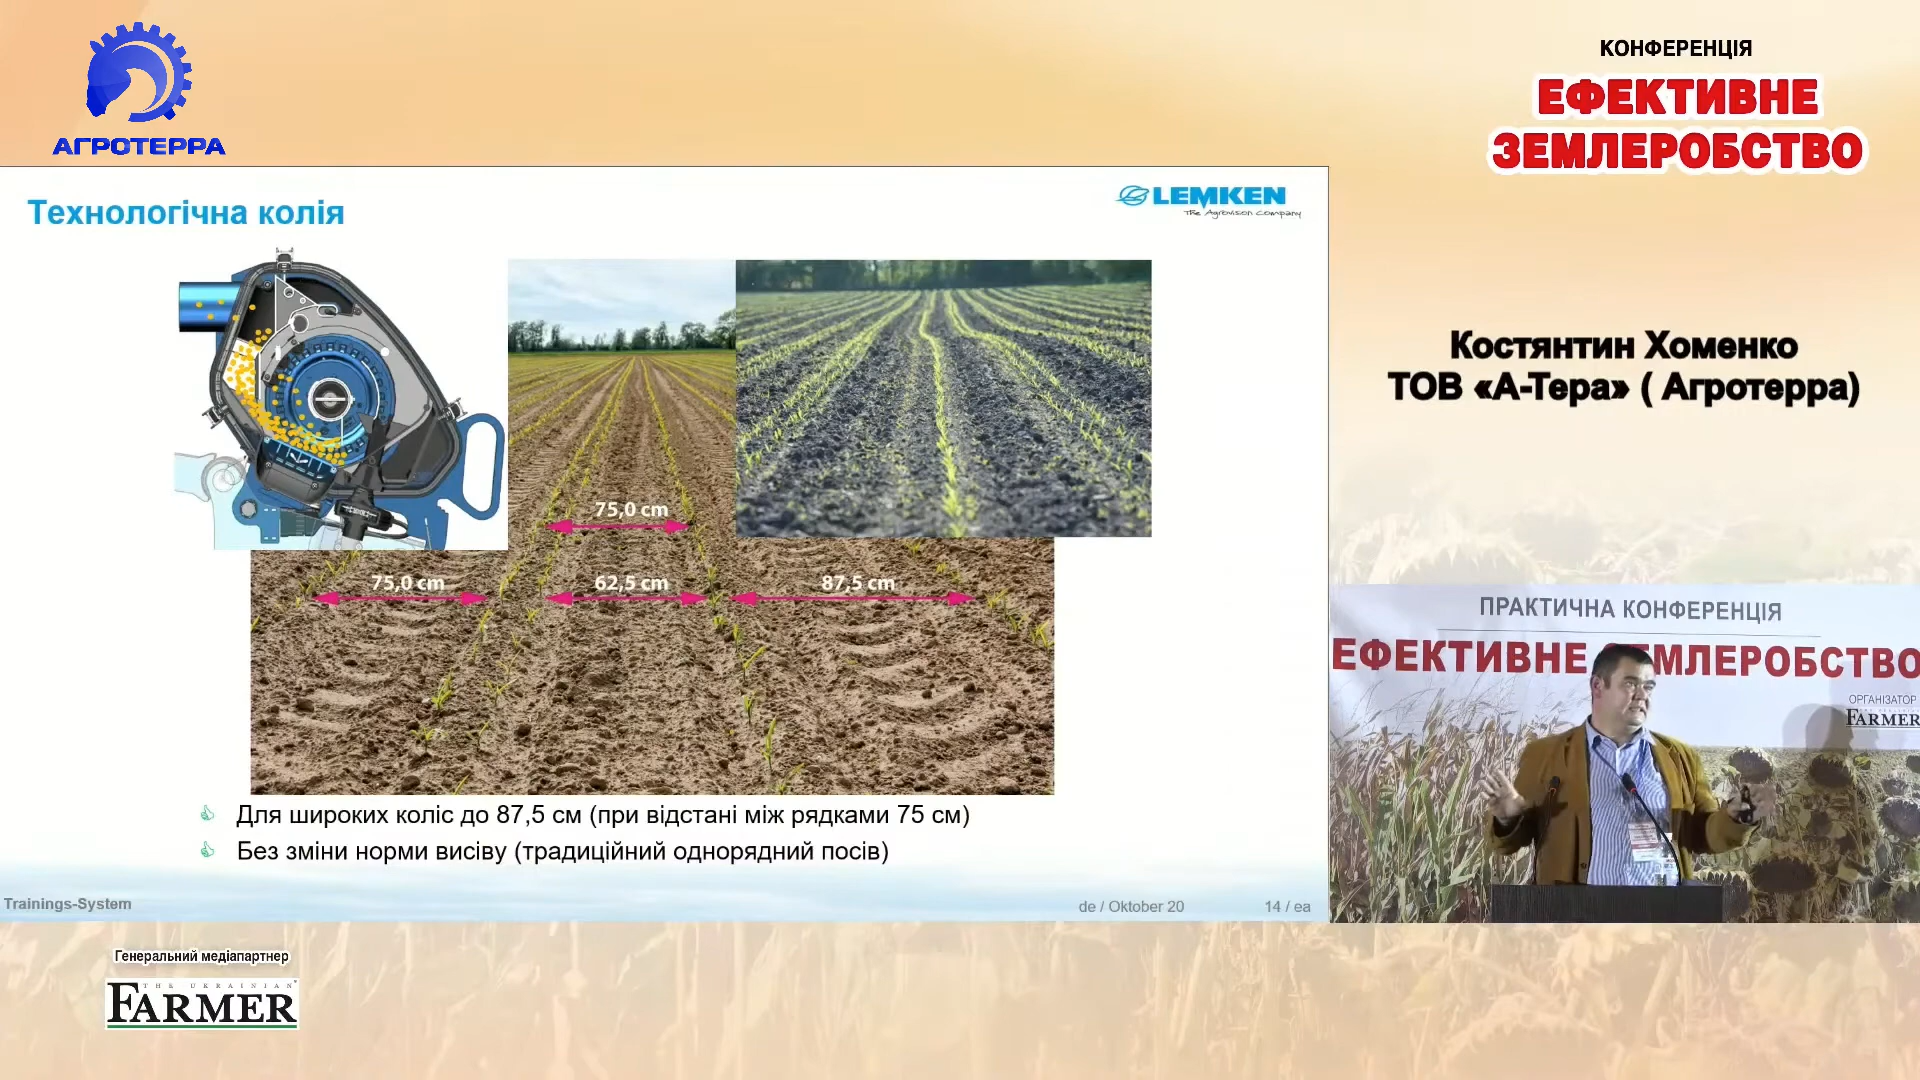 АГРОТЕРРА
КОНФЕРЕНЦІЯ
ЕФЕКТИВНЕ
ЗЕМЛЕРОБСТВО
Технологічна колія
LEMKEN
The Agrovision Company
75,0 cm
75,0 cm
62,5 cm
87,5 cm
Для широких коліс до 87,5 см (при відстані між рядками 75 см)
Без зміни норми висіву (традиційний однорядний посів)
Trainings-System
de / Oktober 20
14 / ea
Костянтин Хоменко
ТОВ «А-Тера» ( Агротерра)
ПРАКТИЧНА КОНФЕРЕНЦІЯ
ЕФЕКТИВНЕ ЗЕМЛЕРОБСТВО
ОРГАНІЗАТОР
FARMER
Генеральний медіапартнер
THE UKRAINIAN
FARMER